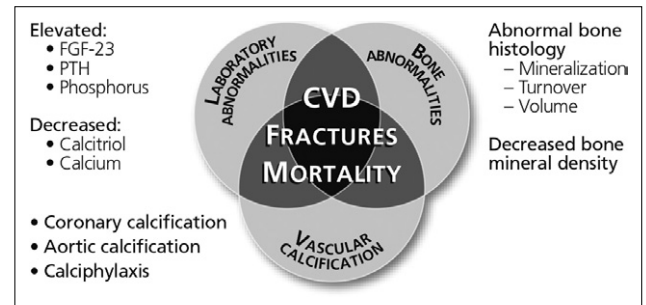 Elevated:
• FGF-23
• PTH
• Phosphorus
Decreased:
• Calcitriol
• Calcium
• Coronary calcification
• Aortic calcification
• Calciphylaxis
LABORATORY
ABNORMALITIES
BONE
ABNORMALITIES
CVD
FRACTURES
MORTALITY
VASCULAR
CALCIFICATION
Abnormal bone
histology
– Mineralization
– Turnover
– Volume
Decreased bone
mineral density